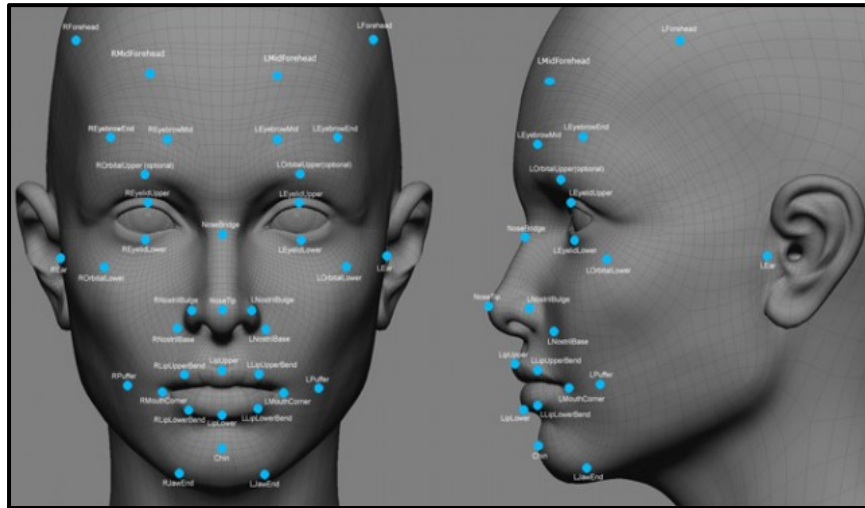 RForehead
LForehead
RMidForehead
LMidForehead
REyebrowEnd
REyebrowMid
LEyebrowMid
LEyebrowEnd
ROrbitalUpper(optional)
LOrbitalUpper(optional)
REyelidUpper
LEyelidUpper
NoseBridge
REyelidLower
LEyelidLower
REar
LEar
ROrbitalLower
LOrbitalLower
RNostrilBulge
NoseTip
LNostrilBulge
RNostrilBase
LNostrilBase
LipUpper
RLipUpperBend
LLipUpperBend
RPuffer
LPuffer
RMouthCorner
LMouthCorner
RLipLowerBend
LipLower
LLipLowerBend
Chin
RJawEnd
LJawEnd
LForehead
LMidForehead
LEyebrowMid
LEyebrowEnd
LOrbitalUpper(optional)
LEyelidUpper
NoseBridge
LEyelidLower
LOrbitalLower
LEar
NoseTip
LNostrilBulge
LNostrilBase
LipUpper
LLipUpperBend
LPuffer
LMouthCorner
LipLower
LLipLowerBend
Chin
LJawEnd